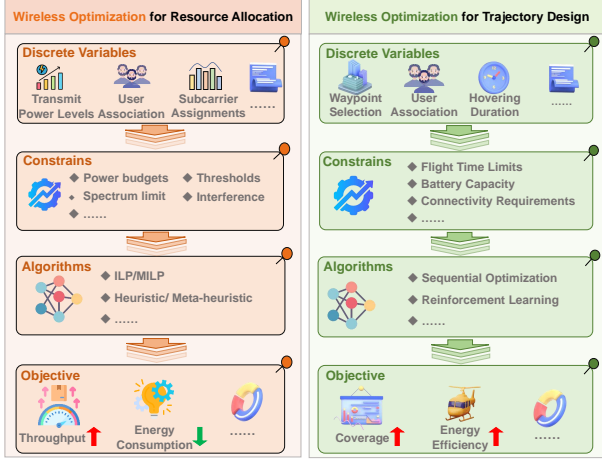 Wireless Optimization for Resource Allocation
Discrete Variables
Transmit
Power Levels
User
Association
Subcarrier
Assignments
......
Constrains
◆ Power budgets
◆ Thresholds
◆ Spectrum limit
◆ Interference
◆ ......
Algorithms
◆ ILP/MILP
◆ Heuristic/ Meta-heuristic
◆ ......
Objective
Throughput
Energy
Consumption
......
Wireless Optimization for Trajectory Design
Discrete Variables
Waypoint
Selection
User
Association
Hovering
Duration
......
Constrains
◆ Flight Time Limits
◆ Battery Capacity
◆ Connectivity Requirements
◆ ......
Algorithms
◆ Sequential Optimization
◆ Reinforcement Learning
◆ ......
Objective
Coverage
Energy
Efficiency
......